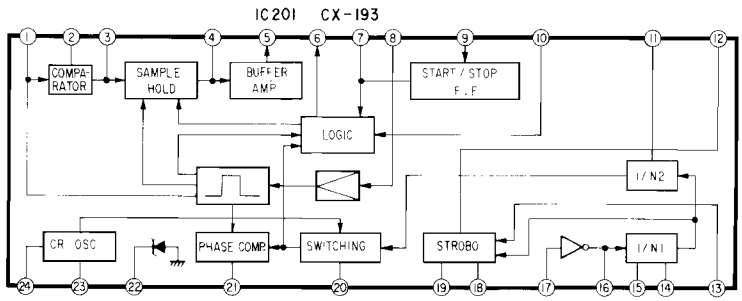 IC201 CX-193
1 2 3 4 5 6 7 8 9 10 11 12
COMPA-
RATOR
SAMPLE
HOLD
BUFFER
AMP
START/STOP
F.F
LOGIC
1/N2
CR OSC
PHASE COMP.
SWITCHING
STROBO
1/N1
24 23 22 21 20 19 18 17 16 15 14 13